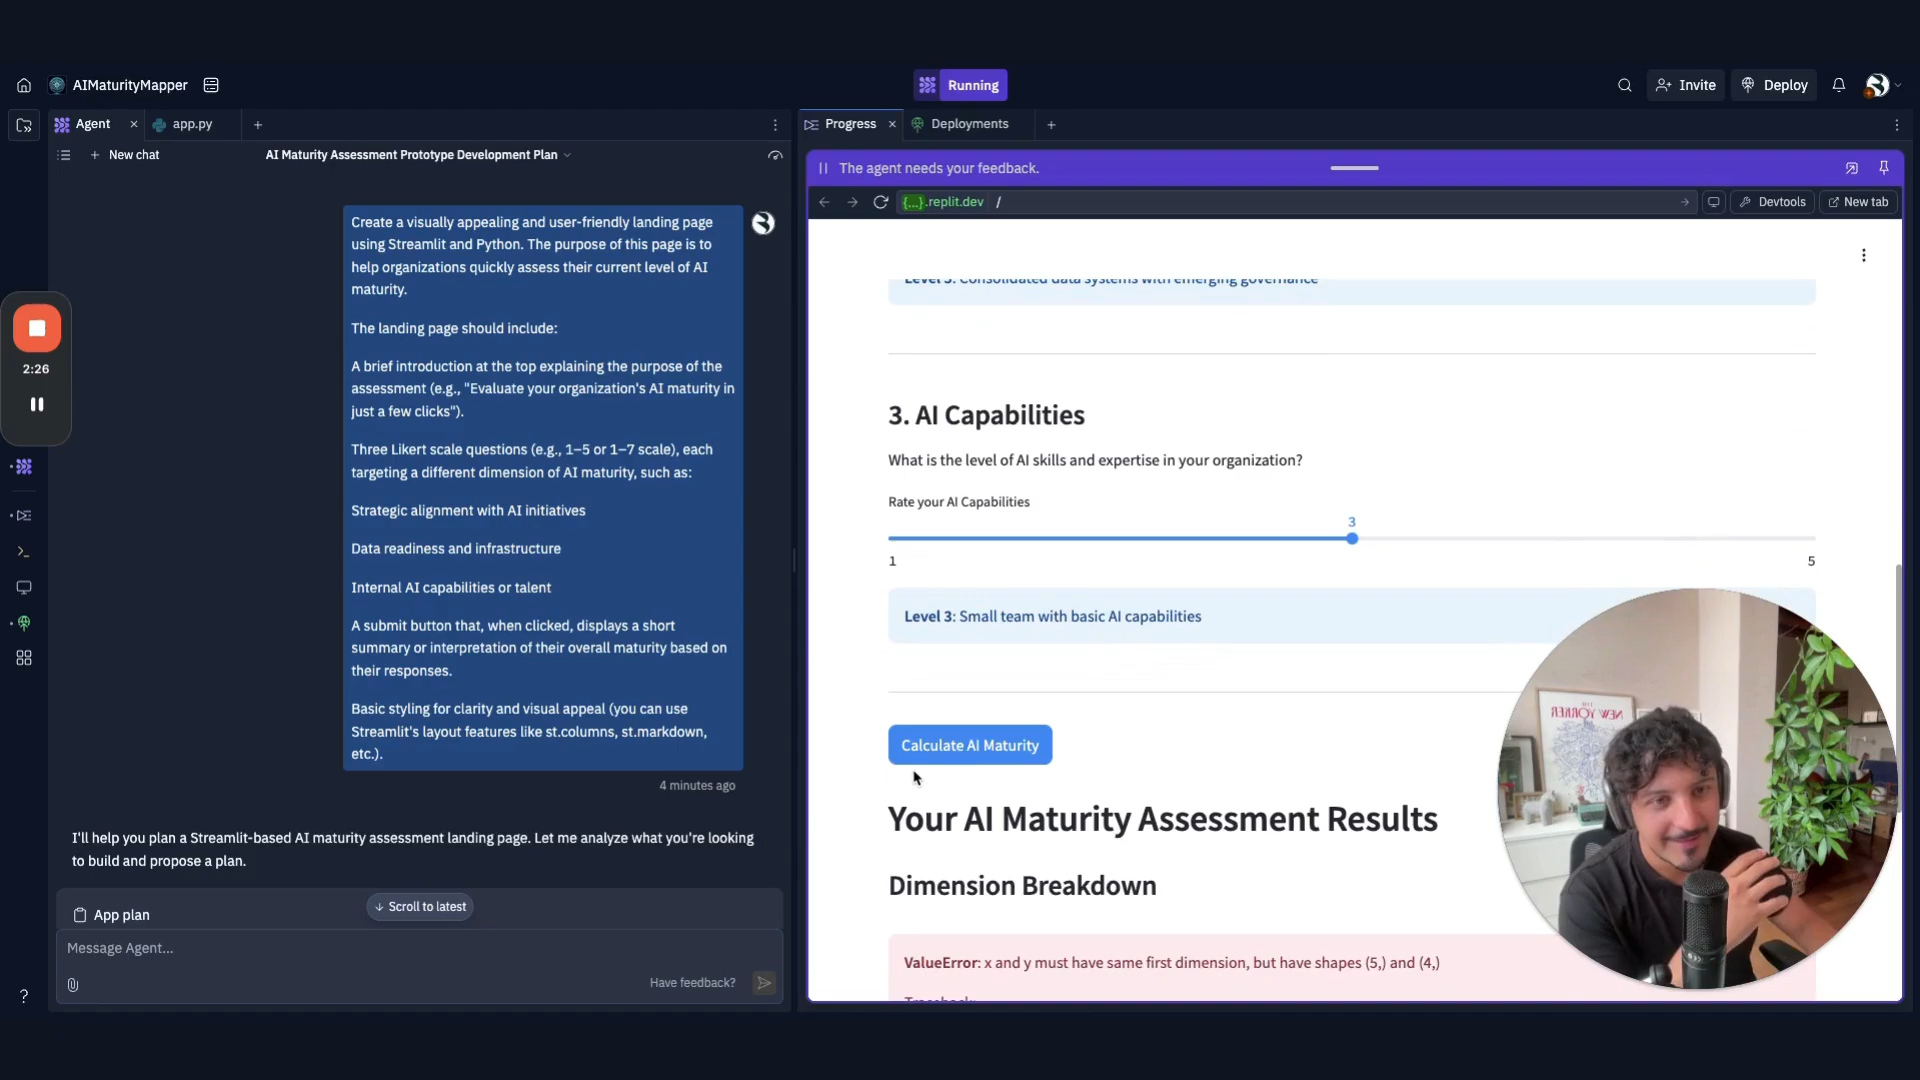 AIMaturityMapper
Running
Invite
Deploy
Agent
app.py
Progress
Deployments
New chat
AI Maturity Assessment Prototype Development Plan
The agent needs your feedback.
{...}.replit.dev /
Devtools
New tab
2:26
Create a visually appealing and user-friendly landing page
using Streamlit and Python. The purpose of this page is to
help organizations quickly assess their current level of AI
maturity.
The landing page should include:
A brief introduction at the top explaining the purpose of the
assessment (e.g., "Evaluate your organization's AI maturity in
just a few clicks").
Three Likert scale questions (e.g., 1–5 or 1–7 scale), each
targeting a different dimension of AI maturity, such as:
Strategic alignment with AI initiatives
Data readiness and infrastructure
Internal AI capabilities or talent
A submit button that, when clicked, displays a short
summary or interpretation of their overall maturity based on
their responses.
Basic styling for clarity and visual appeal (you can use
Streamlit's layout features like st.columns, st.markdown,
etc.).
4 minutes ago
I'll help you plan a Streamlit-based AI maturity assessment landing page. Let me analyze what you're looking
to build and propose a plan.
App plan
Scroll to latest
Message Agent...
Have feedback?
?
Level 3: Consolidated data systems with emerging governance
3. AI Capabilities
What is the level of AI skills and expertise in your organization?
Rate your AI Capabilities
3
1
5
Level 3: Small team with basic AI capabilities
Calculate AI Maturity
Your AI Maturity Assessment Results
Dimension Breakdown
ValueError: x and y must have same first dimension, but have shapes (5,) and (4,)
Traceback:
NEW YORKER